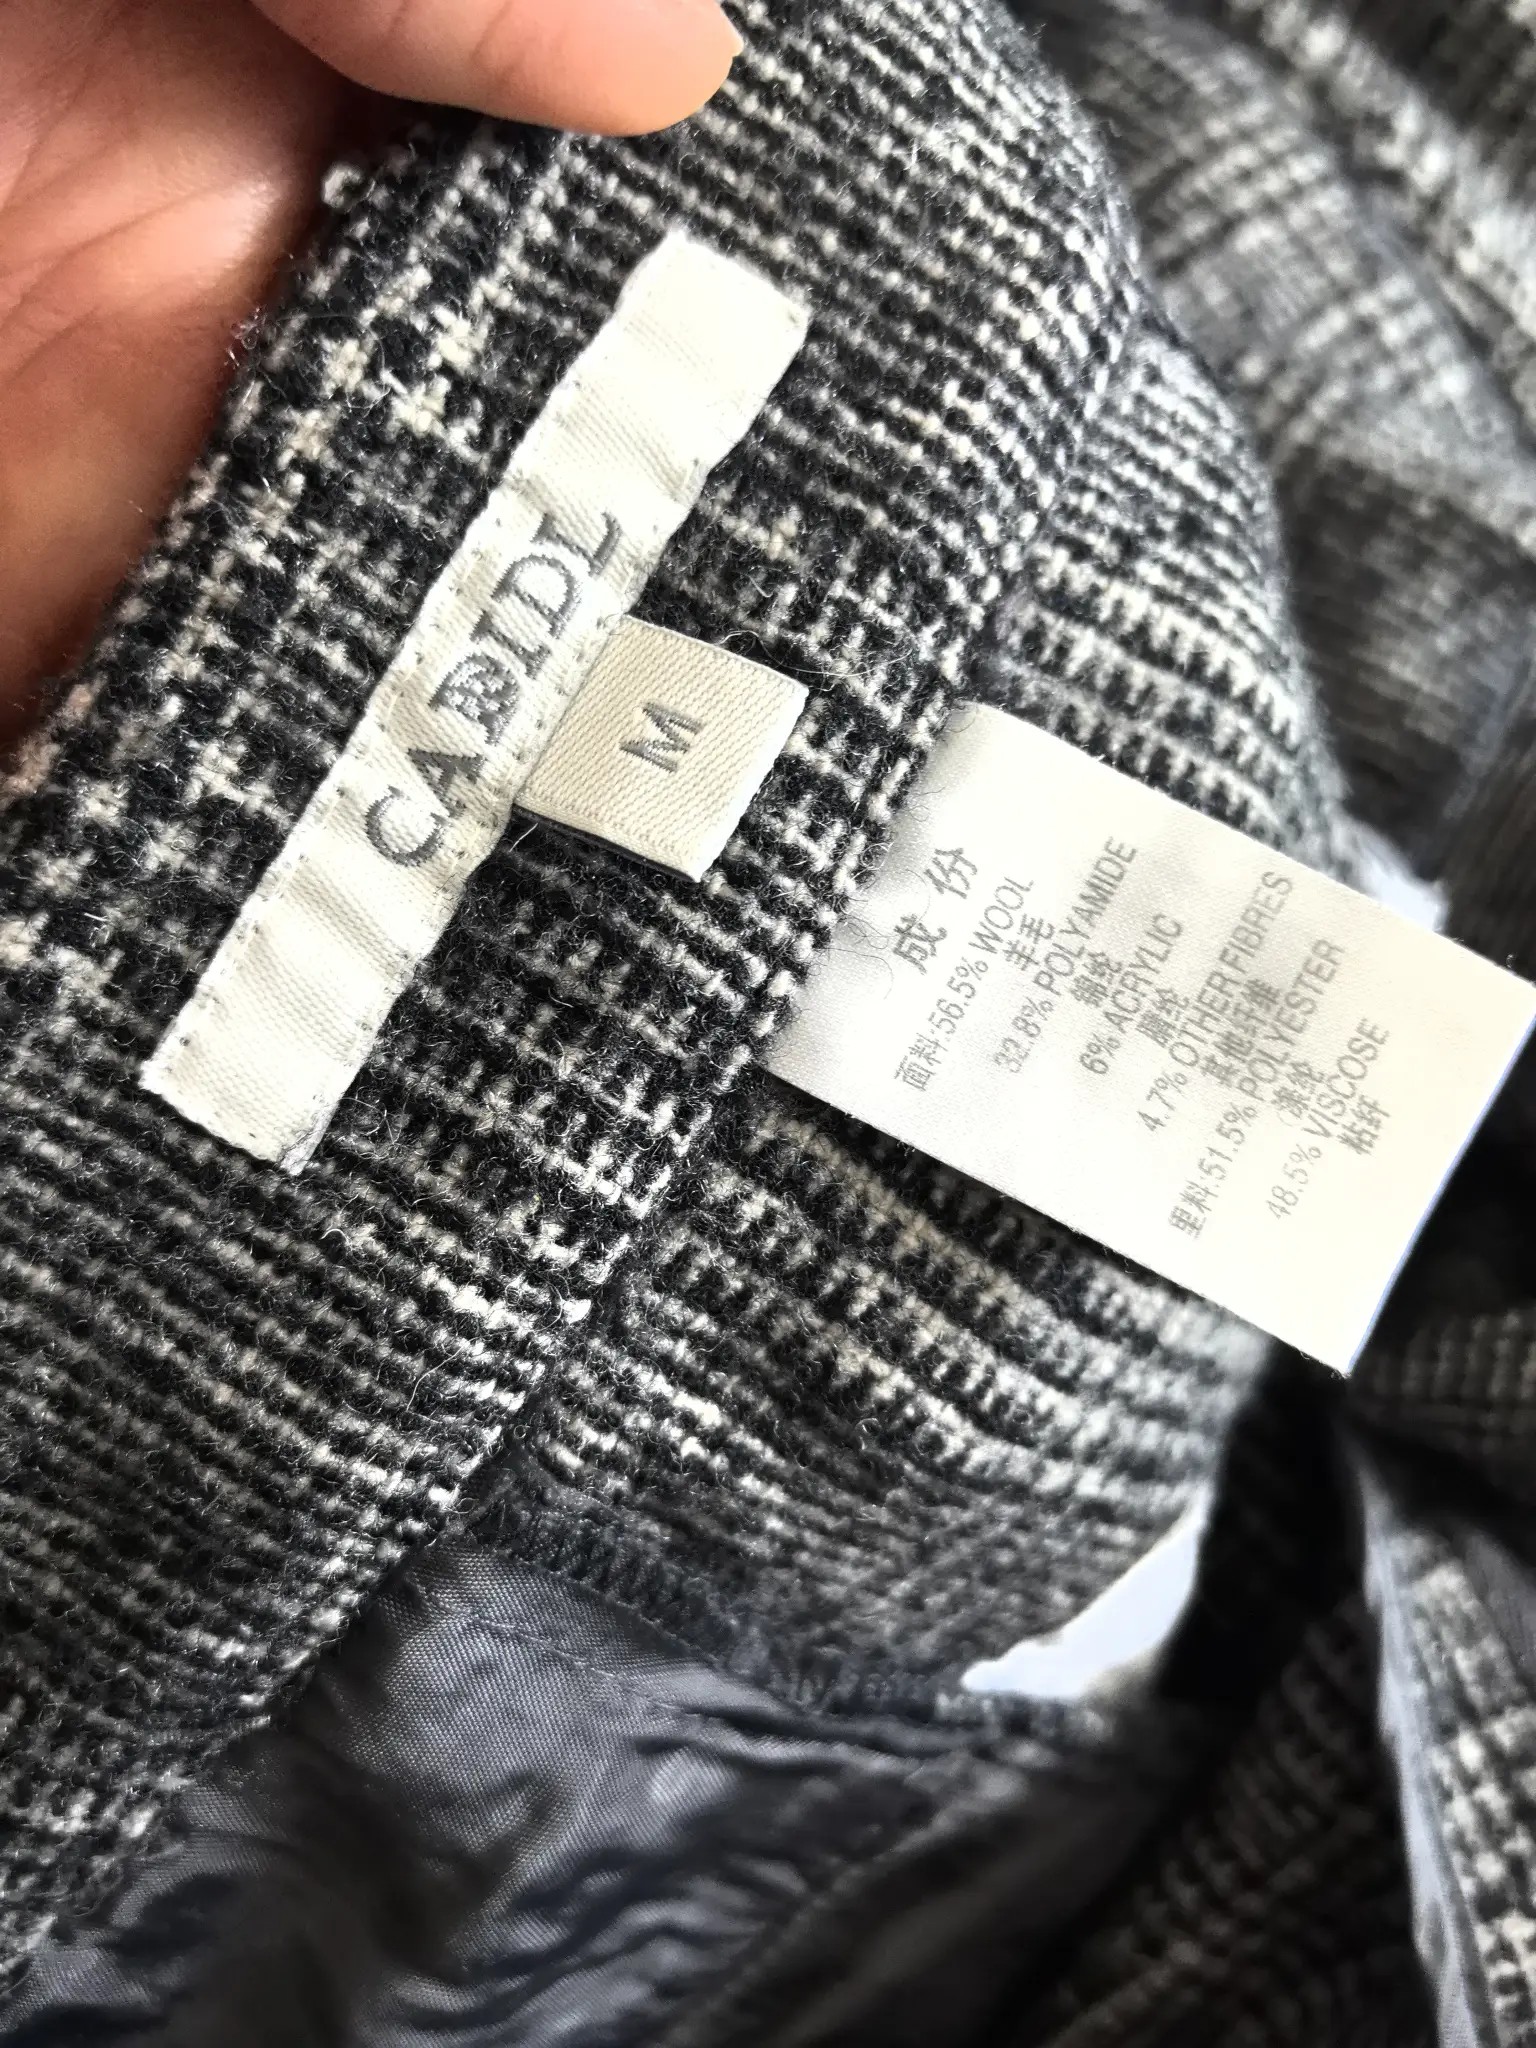 CAFIDL
M
成份
面料:56.5% WOOL
羊毛
32.8% POLYAMIDE
锦纶
6% ACRYLIC
腈纶
4.7% OTHER FIBRES
其他纤维
里料:51.5% POLYESTER
涤纶
48.5% VISCOSE
粘纤